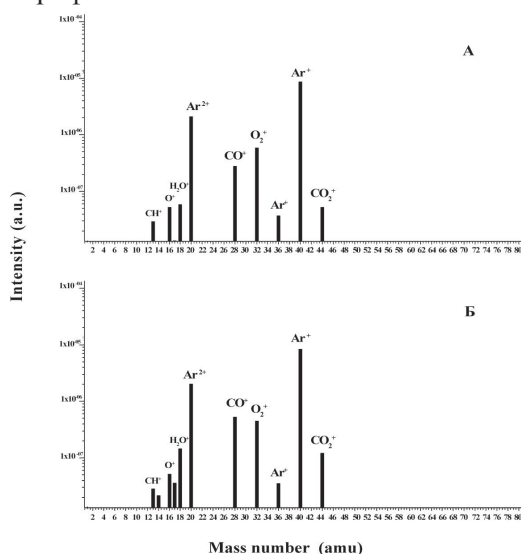 1x10-04
А
Ar+
1x10-05
Ar2+
1x10-06
O2+
CO+
1x10-07
H2O+
O+
CH+
Ar+
CO2+
2 4 6 8 10 12 14 16 18 20 22 24 26 28 30 32 34 36 38 40 42 44 46 48 50 52 54 56 58 60 62 64 66 68 70 72 74 76 78 80
Intensity (a.u.)
1x10-04
Б
1x10-05
Ar+
Ar2+
1x10-06
CO+
O2+
H2O+
1x10-07
O+
CH+
Ar+
CO2+
2 4 6 8 10 12 14 16 18 20 22 24 26 28 30 32 34 36 38 40 42 44 46 48 50 52 54 56 58 60 62 64 66 68 70 72 74 76 78 80
Mass number (amu)